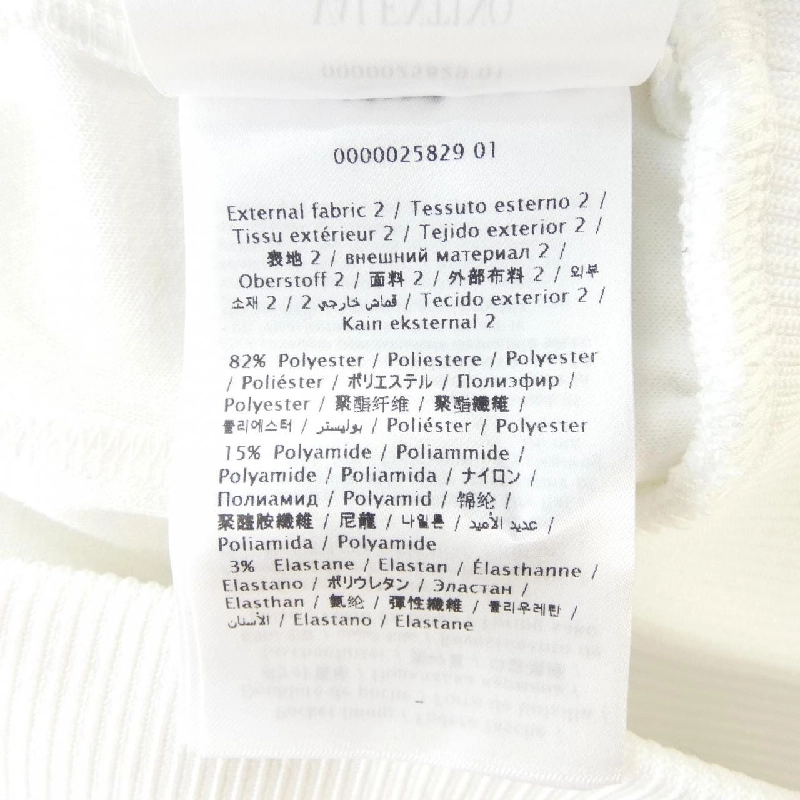 VALENTINO
0000025829 01
External fabric 2 / Tessuto esterno 2 /
Tissu extérieur 2 / Tejido exterior 2 /
表地 2 / внешний материал 2 /
Oberstoff 2 / 面料 2 / 外部布料 2 / 외부
소재 2 / قماش خارجي 2 / Tecido exterior 2 /
Kain eksternal 2
82% Polyester / Poliestere / Polyester
/ Poliéster / ポリエステル / Полиэфир /
Polyester / 聚酯纤维 / 聚酯纖維 /
폴리에스터 / بوليستر / Poliéster / Polyester
15% Polyamide / Poliammide /
Polyamide / Poliamida / ナイロン /
Полиамид / Polyamid / 锦纶 /
聚醯胺纖維 / 尼龍 / 나일론 / عديد الأميد /
Poliamida / Polyamide
3% Elastane / Elastan / Élasthanne /
Elastano / ポリウレタン / Эластан /
Elasthan / 氨纶 / 彈性纖維 / 폴리우레탄 /
الأستان / Elastano / Elastane